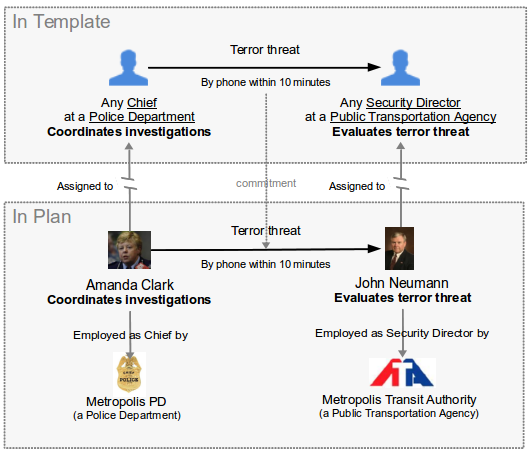 In Template
Terror threat
By phone within 10 minutes
Any Chief
at a Police Department
Coordinates investigations
Any Security Director
at a Public Transportation Agency
Evaluates terror threat
Assigned to
commitment
Assigned to
In Plan
Terror threat
By phone within 10 minutes
Amanda Clark
Coordinates investigations
John Neumann
Evaluates terror threat
Employed as Chief by
Employed as Security Director by
POLICE
Metropolis PD
(a Police Department)
Metropolis Transit Authority
(a Public Transportation Agency)